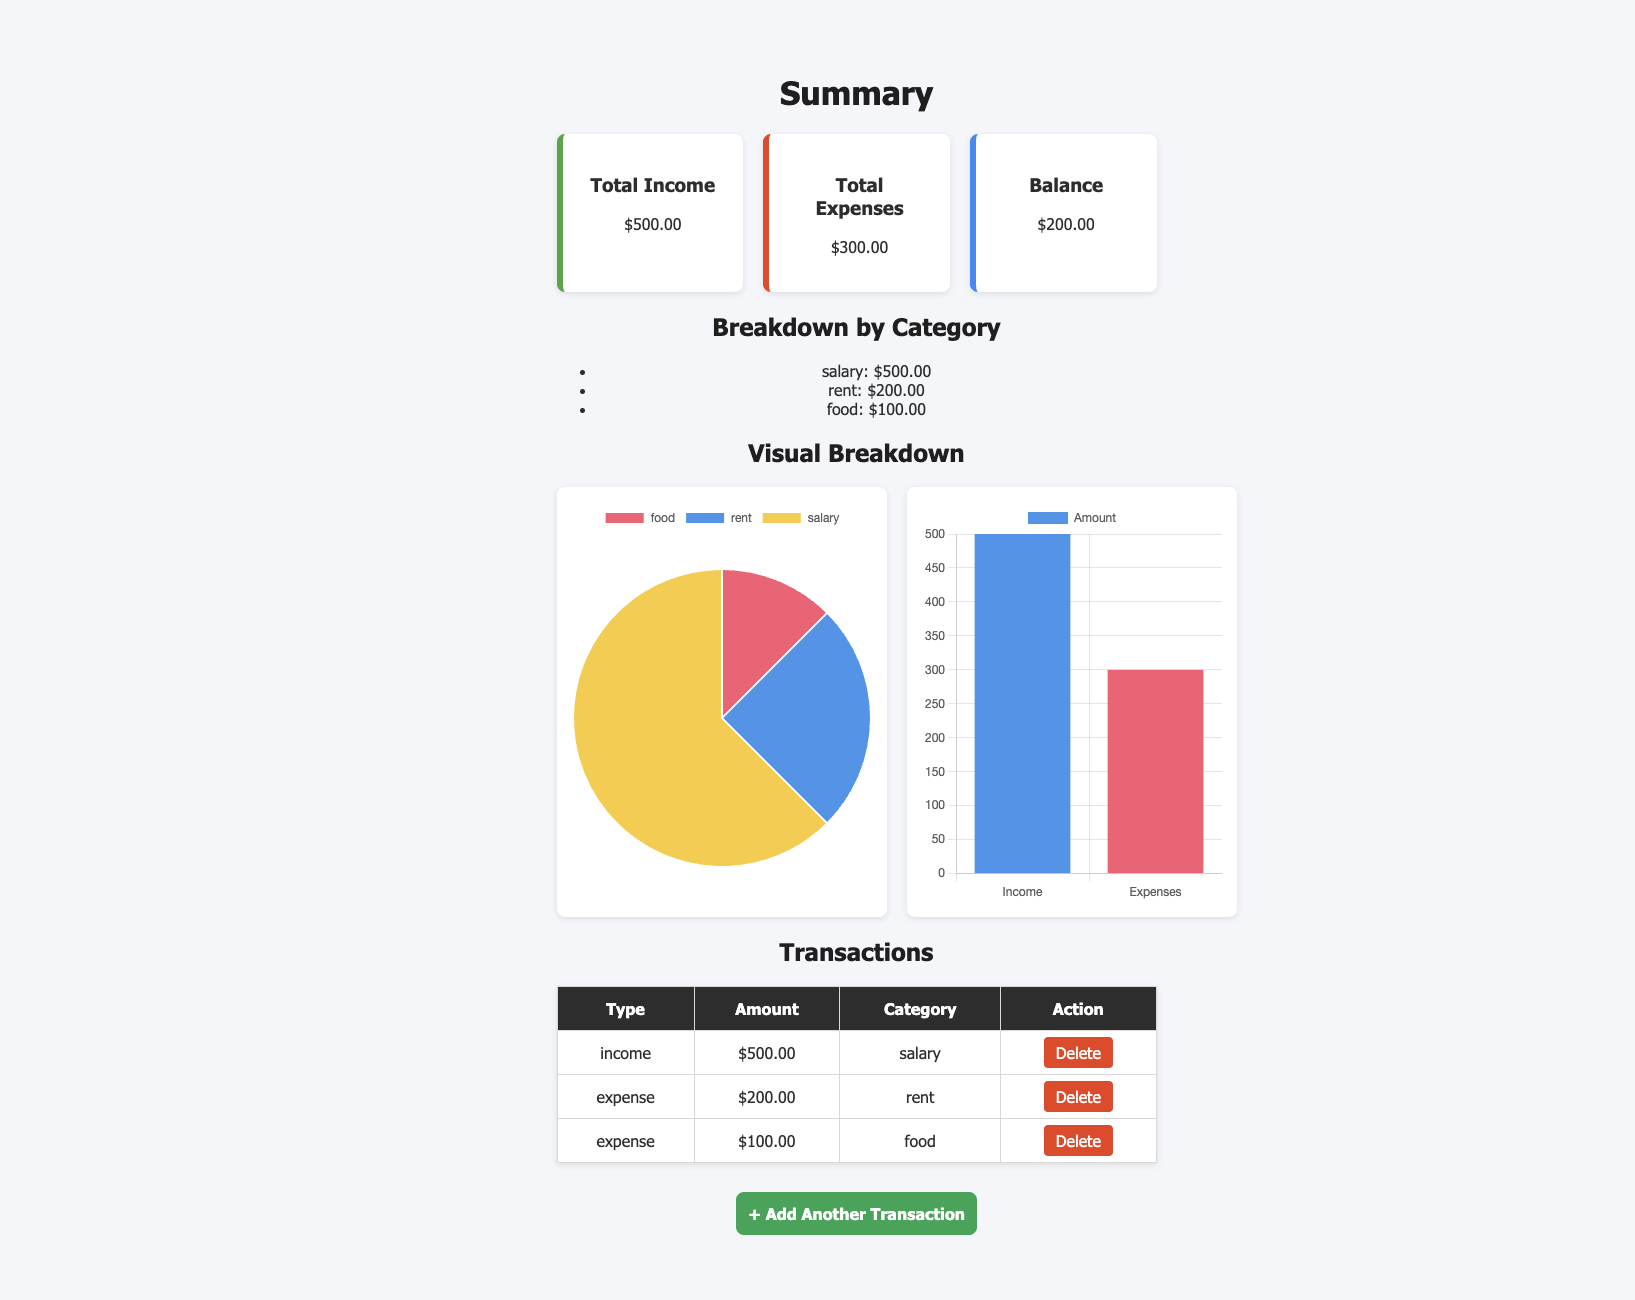 Summary
Total Income
$500.00
Total
Expenses
$300.00
Balance
$200.00
Breakdown by Category
salary: $500.00
rent: $200.00
food: $100.00
Visual Breakdown
food rent salary
Amount
500
450
400
350
300
250
200
150
100
50
0
Income Expenses
Transactions
Type Amount Category Action
income $500.00 salary Delete
expense $200.00 rent Delete
expense $100.00 food Delete
+ Add Another Transaction